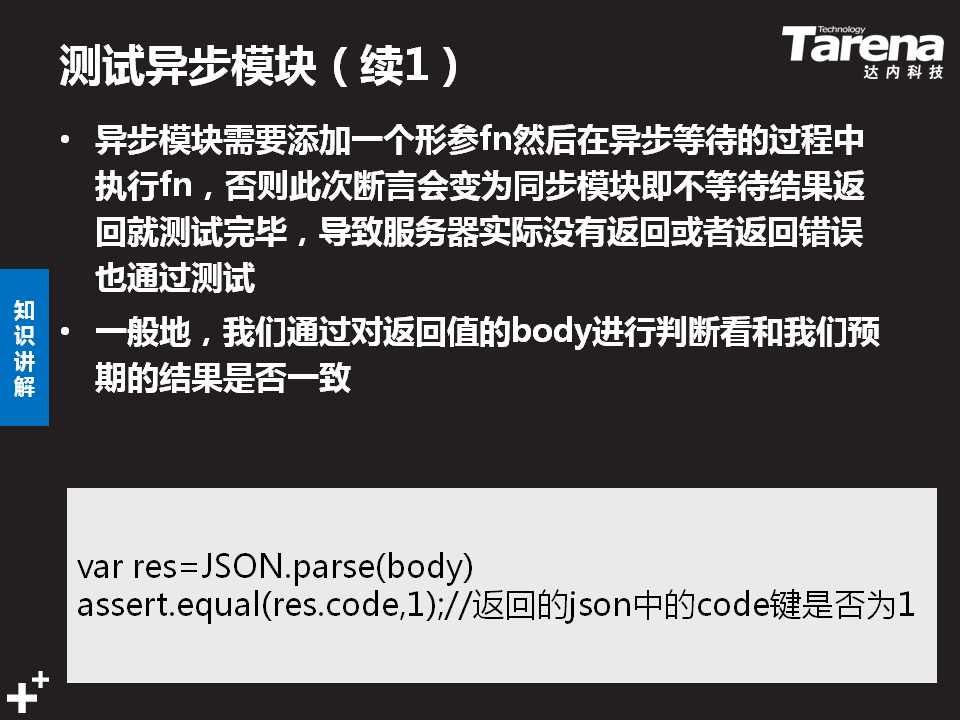 测试异步模块（续1）
Technology
Tarena
达内科技
• 异步模块需要添加一个形参fn然后在异步等待的过程中
执行fn，否则此次断言会变为同步模块即不等待结果返
回就测试完毕，导致服务器实际没有返回或者返回错误
也通过测试
• 一般地，我们通过对返回值的body进行判断看和我们预
期的结果是否一致
知识讲解
var res=JSON.parse(body)
assert.equal(res.code,1);//返回的json中的code键是否为1